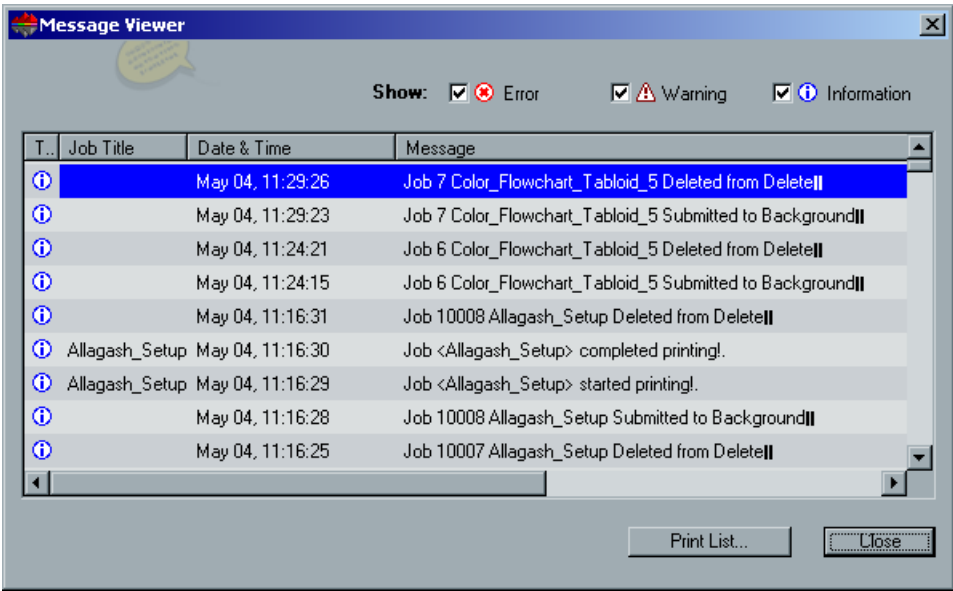 Message Viewer
Show: Error Warning Information
T.. Job Title Date & Time Message
May 04, 11:29:26 Job 7 Color_Flowchart_Tabloid_5 Deleted from Delete||
May 04, 11:29:23 Job 7 Color_Flowchart_Tabloid_5 Submitted to Background||
May 04, 11:24:21 Job 6 Color_Flowchart_Tabloid_5 Deleted from Delete||
May 04, 11:24:15 Job 6 Color_Flowchart_Tabloid_5 Submitted to Background||
May 04, 11:16:31 Job 10008 Allagash_Setup Deleted from Delete||
Allagash_Setup May 04, 11:16:30 Job <Allagash_Setup> completed printing!.
Allagash_Setup May 04, 11:16:29 Job <Allagash_Setup> started printing!.
May 04, 11:16:28 Job 10008 Allagash_Setup Submitted to Background||
May 04, 11:16:25 Job 10007 Allagash_Setup Deleted from Delete||
Print List... Close